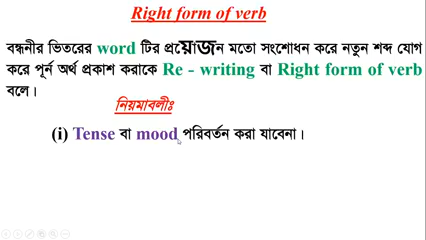 Right form of verb
বন্ধনীর ভিতরের word টির প্রয়োজন মতো সংশোধন করে নতুন শব্দ যোগ
করে পূর্ন অর্থ প্রকাশ করাকে Re - writing বা Right form of verb
বলে।
নিয়মাবলীঃ
(i) Tense বা mood পরিবর্তন করা যাবেনা।